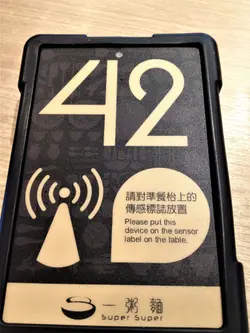 42
請對準餐枱上的
傳感標誌放置
Please put this
device on the sensor
label on the table.
一粥麵
Super Super